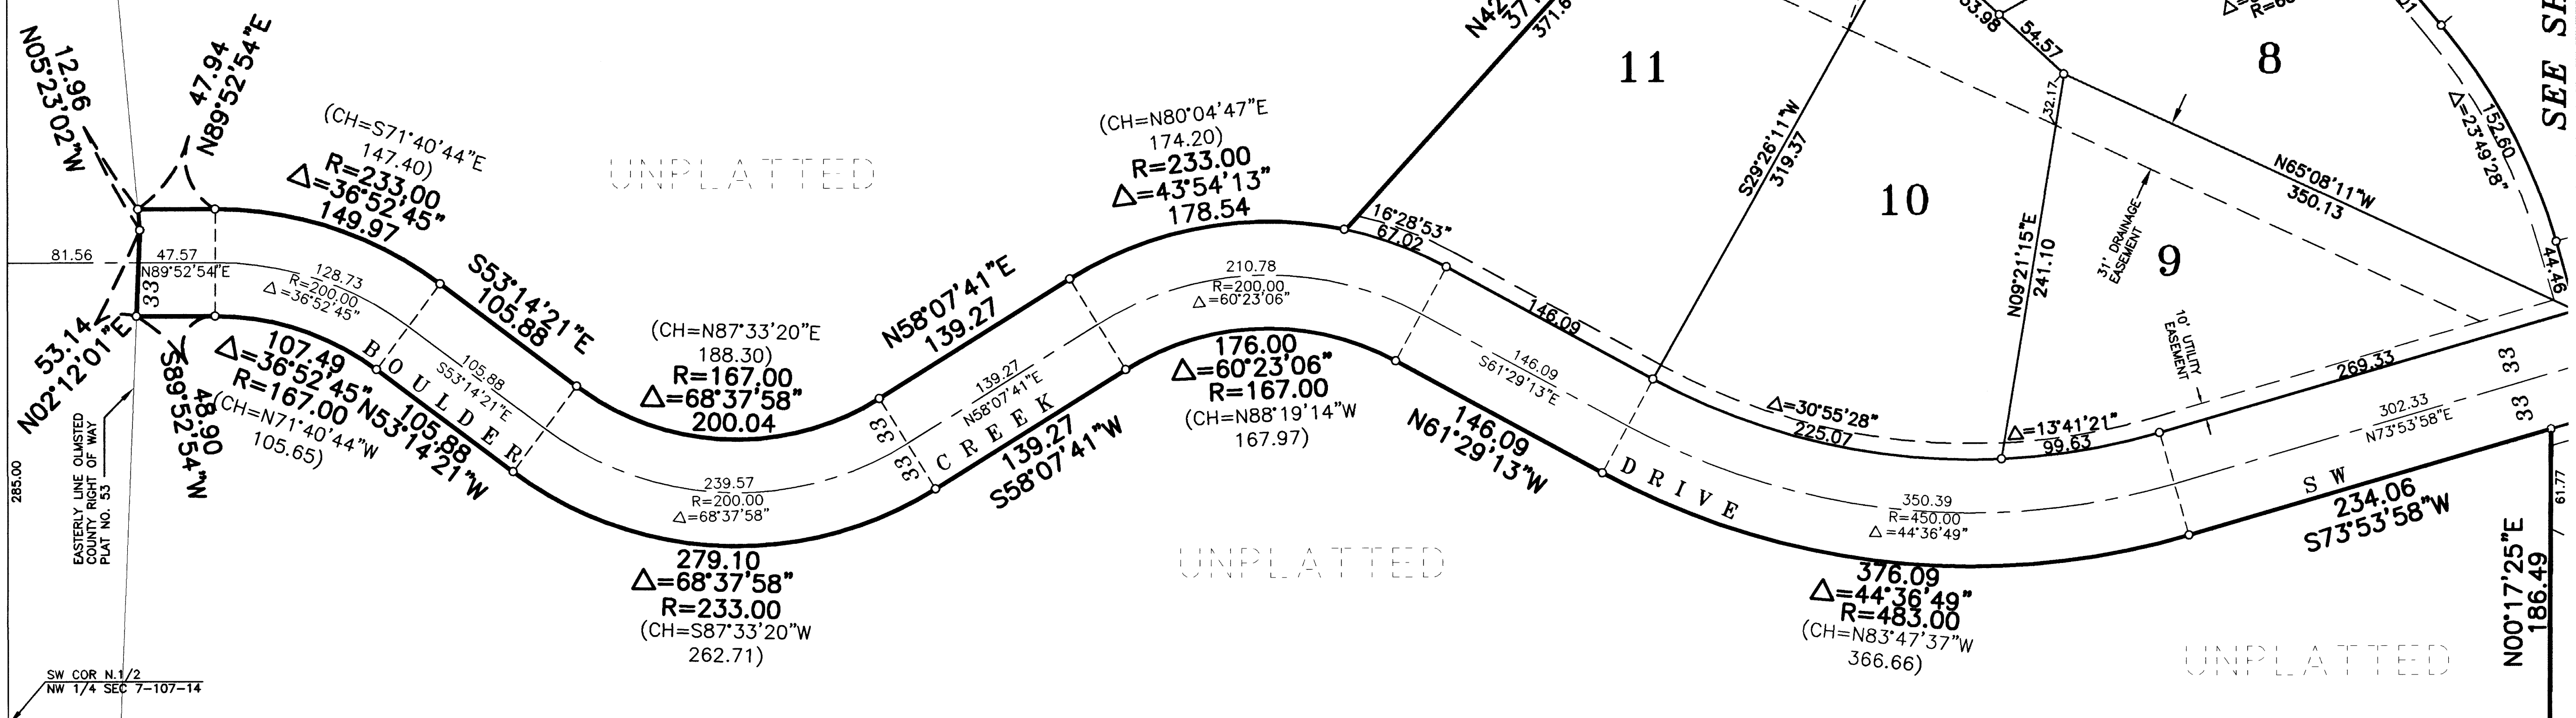 12.96
N05°23'02"W
47.94
N89°52'54"E
(CH=S71°40'44"E
147.40)
R=233.00
△=36°52'45"
149.97
UNPLATTED
81.56
47.57
N89°52'54"E
33
128.73
R=200.00
△=36°52'45"
S53°14'21"E
105.88
53.14
N02°12'01"E
S89°52'54"W
48.90
107.49
△=36°52'45"
R=167.00
(CH=N71°40'44"W
105.65)
N53°14'21"W
105.88
105.88
S53°14'21"E
BOULDER
EASTERLY LINE OLMSTED
COUNTY RIGHT OF WAY
PLAT NO. 53
285.00
SW COR N.1/2
NW 1/4 SEC 7-107-14
(CH=N87°33'20"E
188.30)
R=167.00
△=68°37'58"
200.04
239.57
R=200.00
△=68°37'58"
279.10
△=68°37'58"
R=233.00
(CH=S87°33'20"W
262.71)
N58°07'41"E
139.27
33
33
139.27
N58°07'41"E
CREEK
139.27
S58°07'41"W
(CH=N80°04'47"E
174.20)
R=233.00
△=43°54'13"
178.54
210.78
R=200.00
△=60°23'06"
176.00
△=60°23'06"
R=167.00
(CH=N88°19'14"W
167.97)
UNPLATTED
N42°
371.6
16°28'53"
67.02
146.09
146.09
S61°29'13"E
146.09
N61°29'13"W
DRIVE
11
S29°26'11"W
319.37
10
△=30°55'28"
225.07
350.39
R=450.00
△=44°36'49"
376.09
△=44°36'49"
R=483.00
(CH=N83°47'37"W
366.66)
63.98
54.57
32.17
N09°21'15"E
241.10
31' DRAINAGE
EASEMENT
9
8
N65°08'11"W
350.13
152.60
△=23°49'28"
44.46
SEE
10' UTILITY
EASEMENT
△=13°41'21"
99.63
269.33
33
33
302.33
N73°53'58"E
SW
234.06
S73°53'58"W
61.77
N00°17'25"E
186.49
UNPLATTED